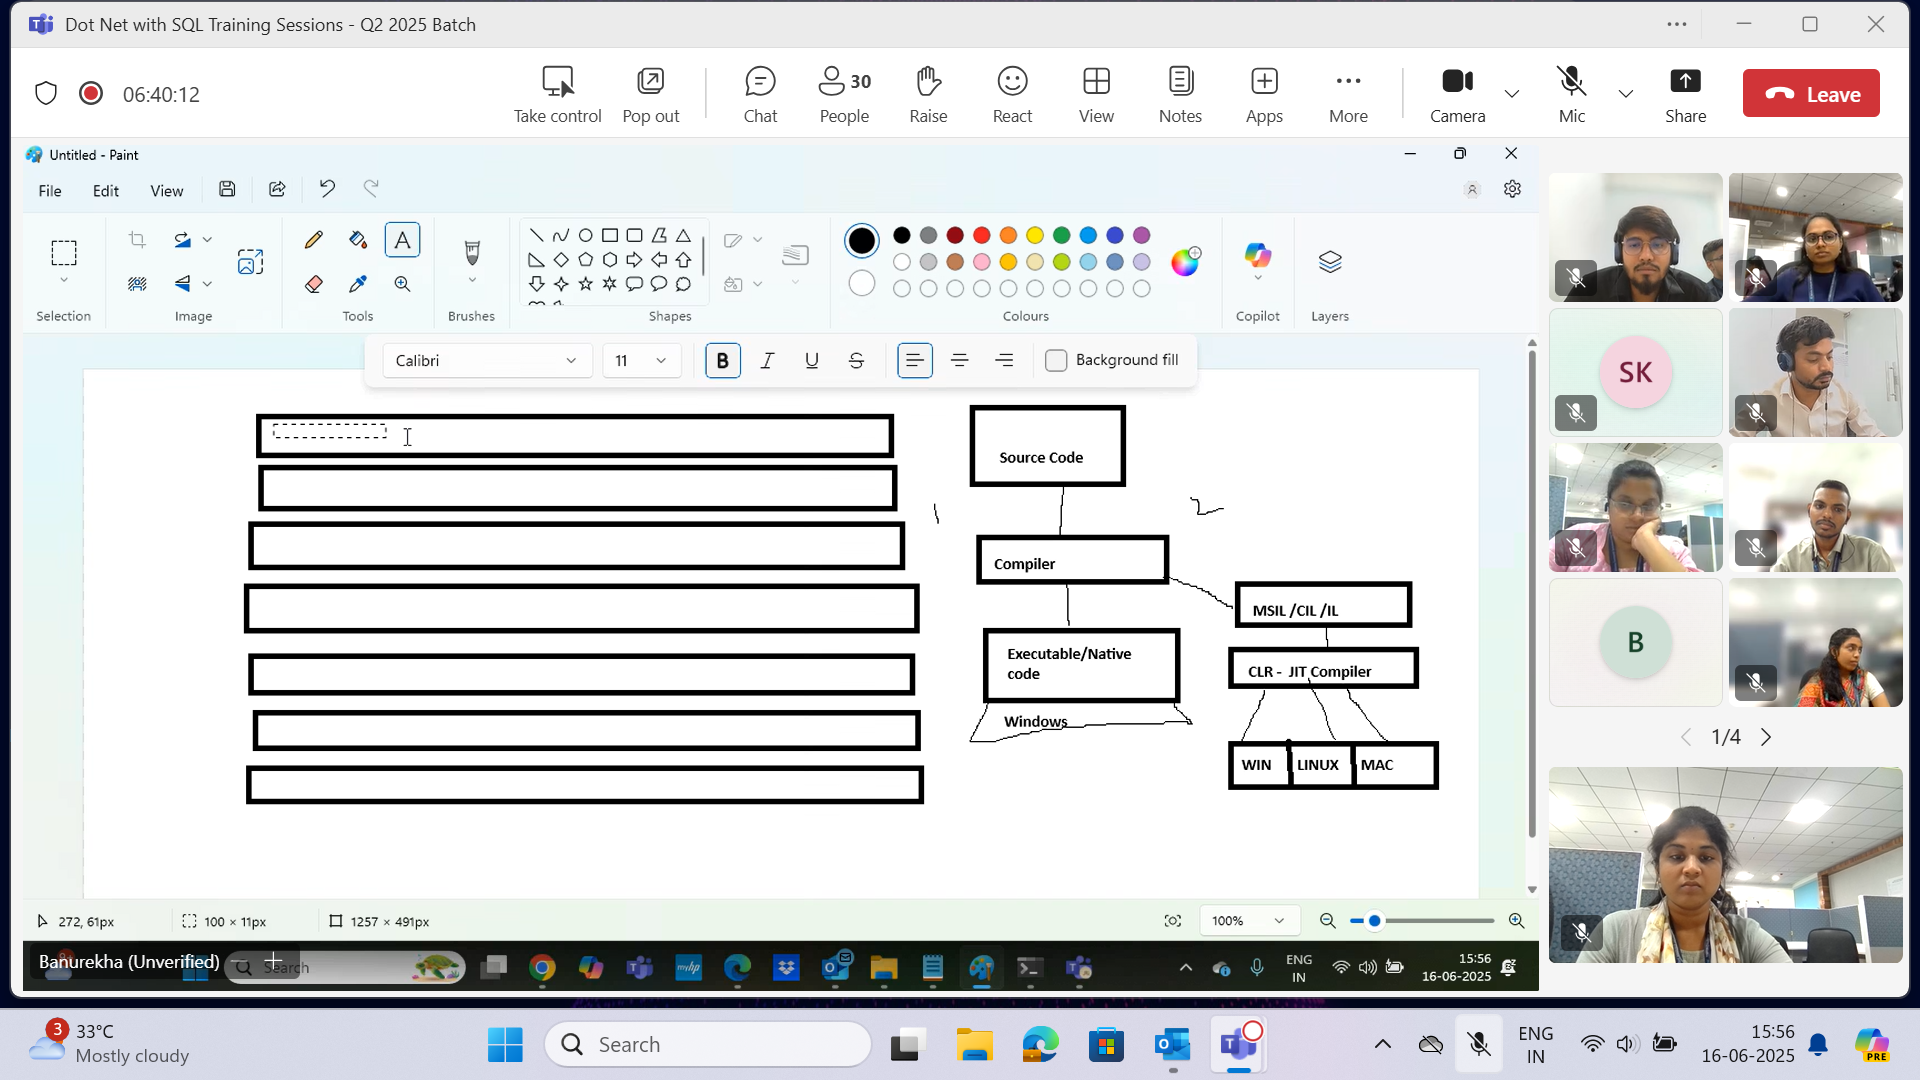 Dot Net with SQL Training Sessions - Q2 2025 Batch
06:40:12
Take control
Pop out
Chat
30
People
Raise
React
View
Notes
Apps
More
Camera
Mic
Share
Leave
Untitled - Paint
File
Edit
View
Selection
Image
Tools
Brushes
Shapes
Colours
Copilot
Layers
Calibri
11
B
I
U
Background fill
Source Code
Compiler
Executable/Native
code
Windows
MSIL /CIL /IL
CLR - JIT Compiler
WIN
LINUX
MAC
SK
B
1/4
272, 61px
100 × 11px
1257 × 491px
100%
Banurekha (Unverified)
Search
ENG
IN
15:56
16-06-2025
3
33°C
Mostly cloudy
Search
ENG
IN
15:56
16-06-2025
PRE